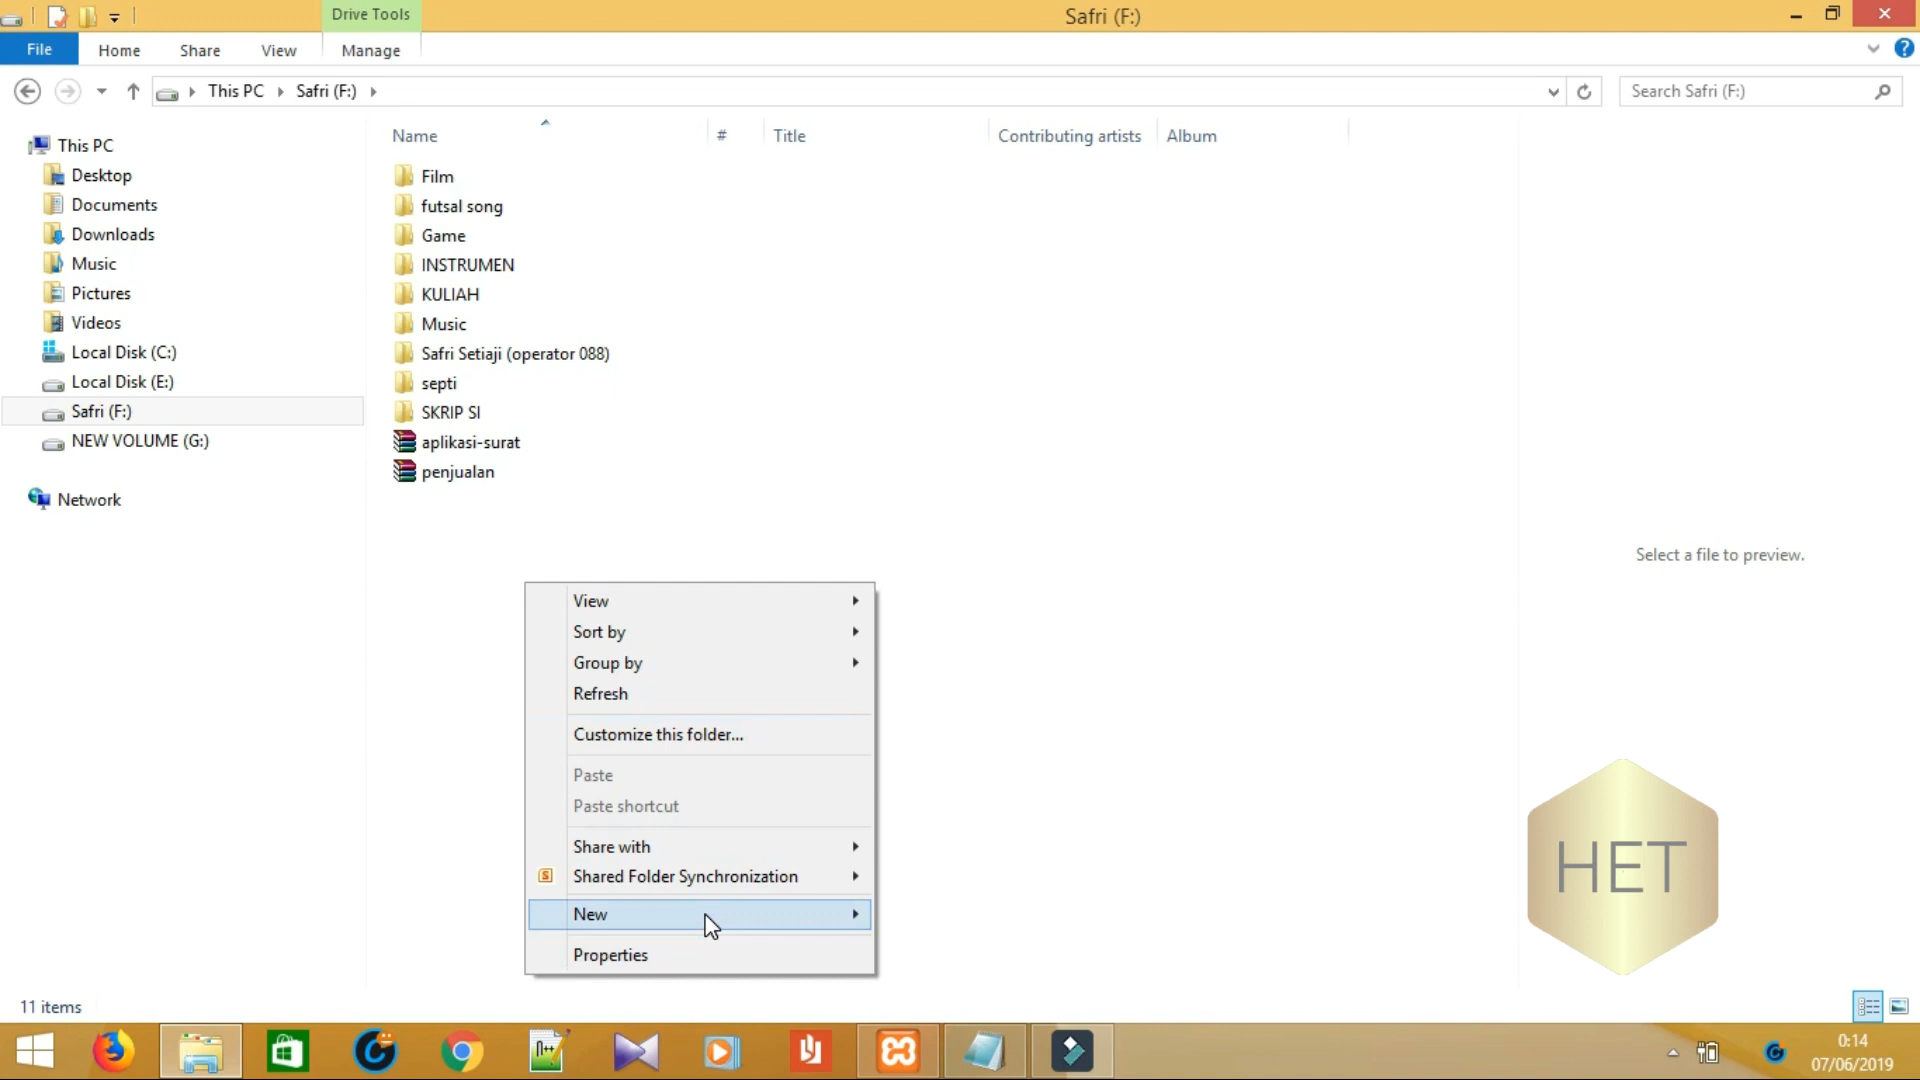 Drive Tools
Safri (F:)
File
Home
Share
View
Manage
This PC
Safri (F:)
Search Safri (F:)
This PC
Desktop
Documents
Downloads
Music
Pictures
Videos
Local Disk (C:)
Local Disk (E:)
Safri (F:)
NEW VOLUME (G:)
Network
Name
#
Title
Contributing artists
Album
Film
futsal song
Game
INSTRUMEN
KULIAH
Music
Safri Setiaji (operator 088)
septi
SKRIP SI
aplikasi-surat
penjualan
Select a file to preview.
View
Sort by
Group by
Refresh
Customize this folder...
Paste
Paste shortcut
Share with
Shared Folder Synchronization
New
Properties
HET
11 items
0:14
07/06/2019